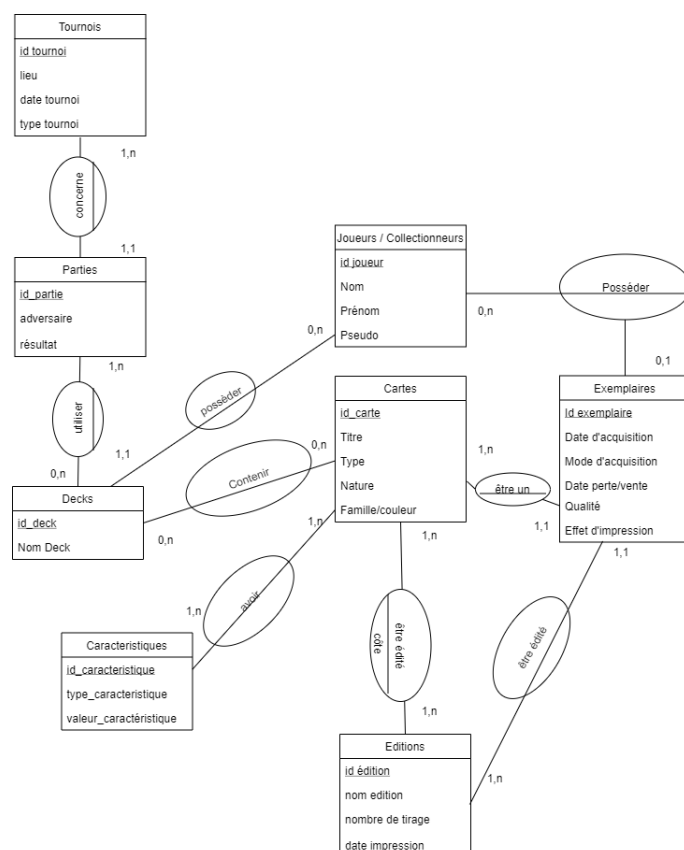 Tournois
id tournoi
lieu
date tournoi
type tournoi
1,n
concerne
1,1
Parties
id_partie
adversaire
résultat
1,n
utiliser
0,n
Decks
id_deck
Nom Deck
Joueurs / Collectionneurs
id joueur
Nom
Prénom
Pseudo
0,n
Posséder
0,1
0,n
posséder
1,1
Cartes
id_carte
Titre
Type
Nature
Famille/couleur
0,n
Contenir
0,n
Exemplaires
Id exemplaire
Date d'acquisition
Mode d'acquisition
Date perte/vente
Qualité
Effet d'impression
1,n
être un
1,1
1,n
avoir
1,n
Caracteristiques
id_caracteristique
type_caracteristique
valeur_caractéristique
1,n
être édité
côte
1,n
1,1
être édité
1,n
Editions
id édition
nom edition
nombre de tirage
date impression